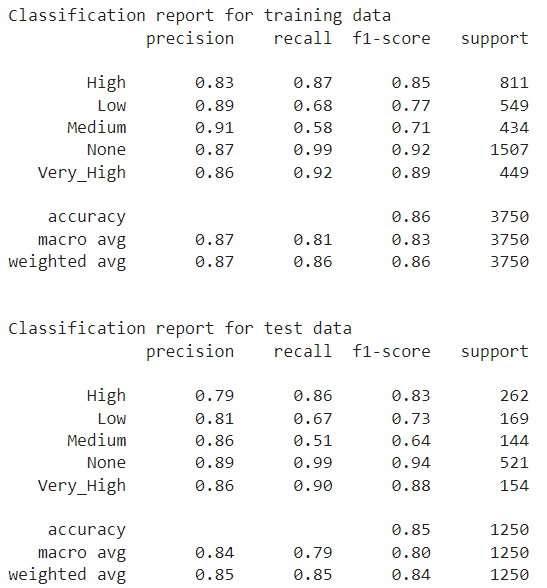 Classification report for training data
precision recall f1-score support
High 0.83 0.87 0.85 811
Low 0.89 0.68 0.77 549
Medium 0.91 0.58 0.71 434
None 0.87 0.99 0.92 1507
Very_High 0.86 0.92 0.89 449
accuracy 0.86 3750
macro avg 0.87 0.81 0.83 3750
weighted avg 0.87 0.86 0.86 3750
Classification report for test data
precision recall f1-score support
High 0.79 0.86 0.83 262
Low 0.81 0.67 0.73 169
Medium 0.86 0.51 0.64 144
None 0.89 0.99 0.94 521
Very_High 0.86 0.90 0.88 154
accuracy 0.85 1250
macro avg 0.84 0.79 0.80 1250
weighted avg 0.85 0.85 0.84 1250